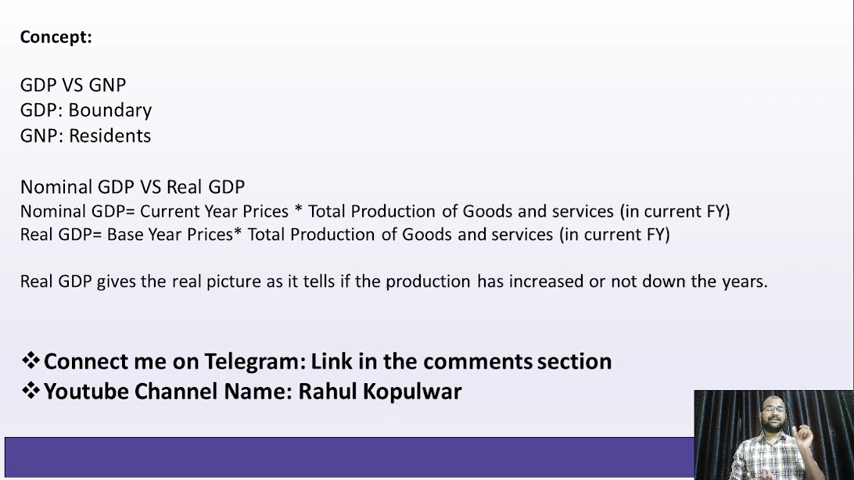 Concept:
GDP VS GNP
GDP: Boundary
GNP: Residents
Nominal GDP VS Real GDP
Nominal GDP= Current Year Prices * Total Production of Goods and services (in current FY)
Real GDP= Base Year Prices* Total Production of Goods and services (in current FY)
Real GDP gives the real picture as it tells if the production has increased or not down the years.
❖Connect me on Telegram: Link in the comments section
❖Youtube Channel Name: Rahul Kopulwar